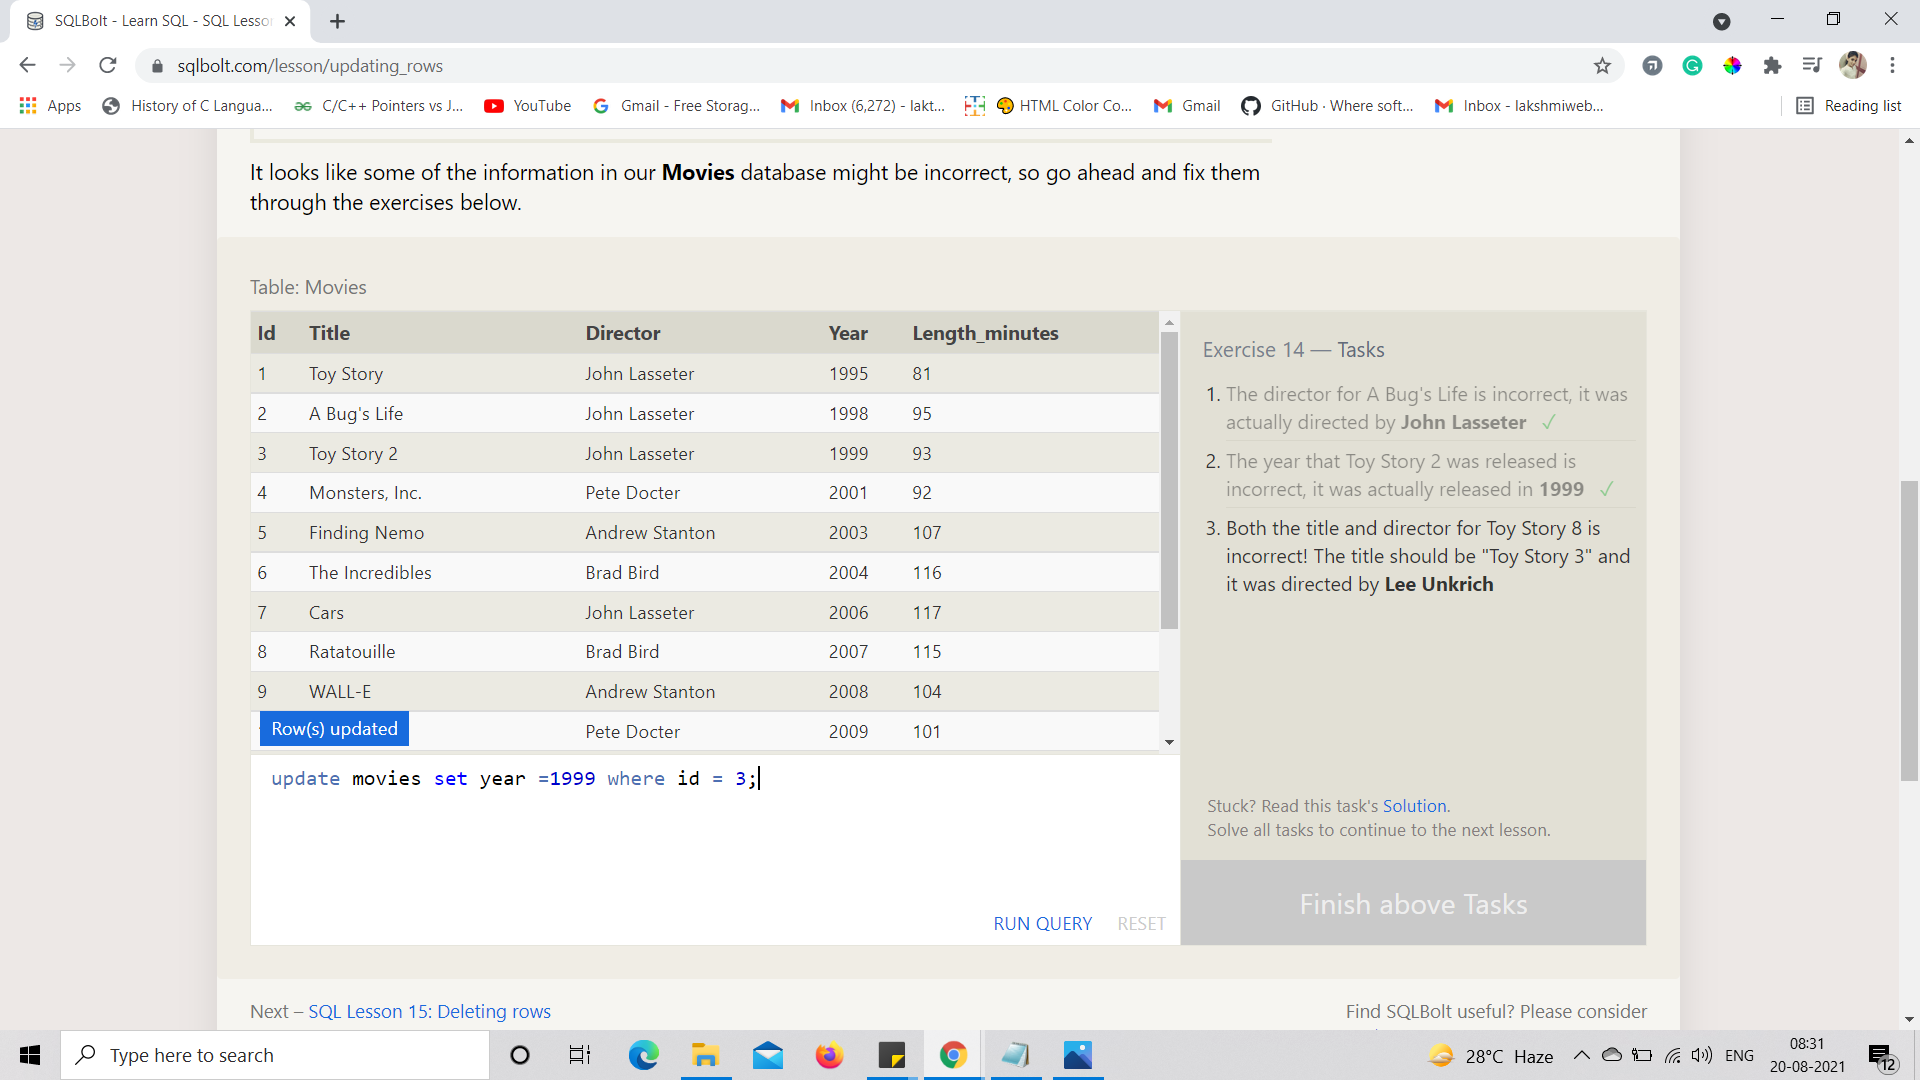 SQLBolt - Learn SQL - SQL Lesson
sqlbolt.com/lesson/updating_rows
Apps History of C Langua... C/C++ Pointers vs J... YouTube Gmail - Free Storag... Inbox (6,272) - lakt... HTML Color Co... Gmail GitHub · Where soft... Inbox - lakshmiweb... Reading list
It looks like some of the information in our Movies database might be incorrect, so go ahead and fix them
through the exercises below.
Table: Movies
Id Title Director Year Length_minutes
1 Toy Story John Lasseter 1995 81
2 A Bug's Life John Lasseter 1998 95
3 Toy Story 2 John Lasseter 1999 93
4 Monsters, Inc. Pete Docter 2001 92
5 Finding Nemo Andrew Stanton 2003 107
6 The Incredibles Brad Bird 2004 116
7 Cars John Lasseter 2006 117
8 Ratatouille Brad Bird 2007 115
9 WALL-E Andrew Stanton 2008 104
Row(s) updated Pete Docter 2009 101
update movies set year =1999 where id = 3;
RUN QUERY RESET
Exercise 14 — Tasks
1. The director for A Bug's Life is incorrect, it was
actually directed by John Lasseter ✓
2. The year that Toy Story 2 was released is
incorrect, it was actually released in 1999 ✓
3. Both the title and director for Toy Story 8 is
incorrect! The title should be "Toy Story 3" and
it was directed by Lee Unkrich
Stuck? Read this task's Solution.
Solve all tasks to continue to the next lesson.
Finish above Tasks
Next – SQL Lesson 15: Deleting rows
Find SQLBolt useful? Please consider
Type here to search
28°C Haze
ENG
08:31
20-08-2021
12